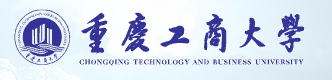 重慶工商大學
CHONGQING TECHNOLOGY AND BUSINESS UNIVERSITY